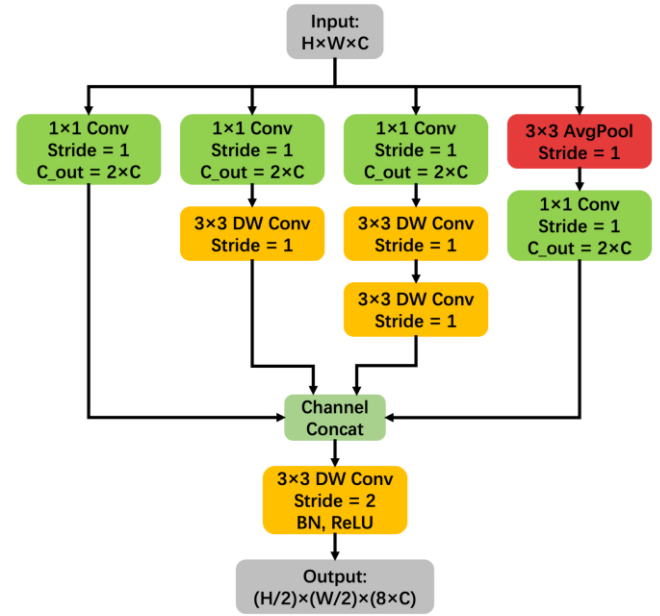 Input:
H×W×C
1×1 Conv
Stride = 1
C_out = 2×C
1×1 Conv
Stride = 1
C_out = 2×C
1×1 Conv
Stride = 1
C_out = 2×C
3×3 AvgPool
Stride = 1
3×3 DW Conv
Stride = 1
3×3 DW Conv
Stride = 1
1×1 Conv
Stride = 1
C_out = 2×C
3×3 DW Conv
Stride = 1
Channel
Concat
3×3 DW Conv
Stride = 2
BN, ReLU
Output:
(H/2)×(W/2)×(8×C)